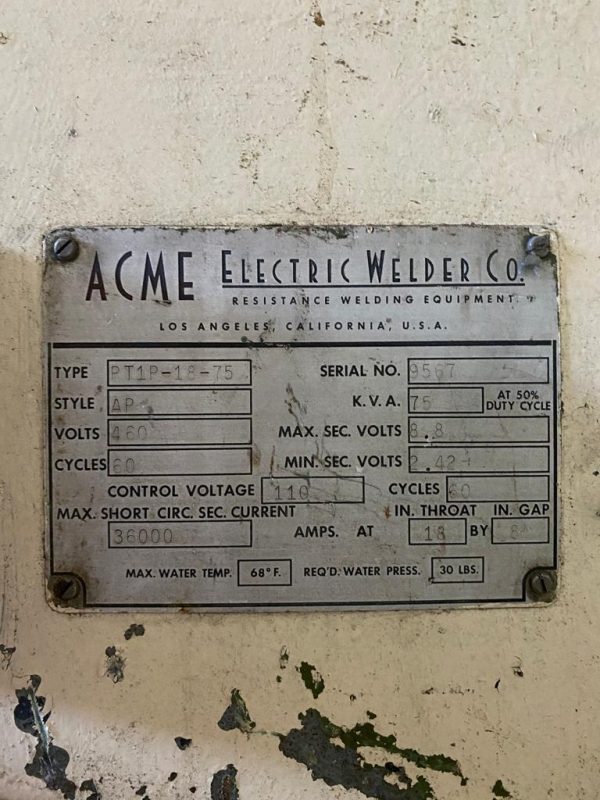 ACME ELECTRIC WELDER CO.
RESISTANCE WELDING EQUIPMENT
LOS ANGELES, CALIFORNIA, U.S.A.
TYPE PT1P-18-75 SERIAL NO. 9567
STYLE AP K.V.A. 75 AT 50% DUTY CYCLE
VOLTS 460 MAX. SEC. VOLTS 8.8
CYCLES 60 MIN. SEC. VOLTS 2.42
CONTROL VOLTAGE 110 CYCLES 60
MAX. SHORT CIRC. SEC. CURRENT IN. THROAT IN. GAP
36000 AMPS. AT 18 BY 8
MAX. WATER TEMP. 68°F. REQ'D. WATER PRESS. 30 LBS.